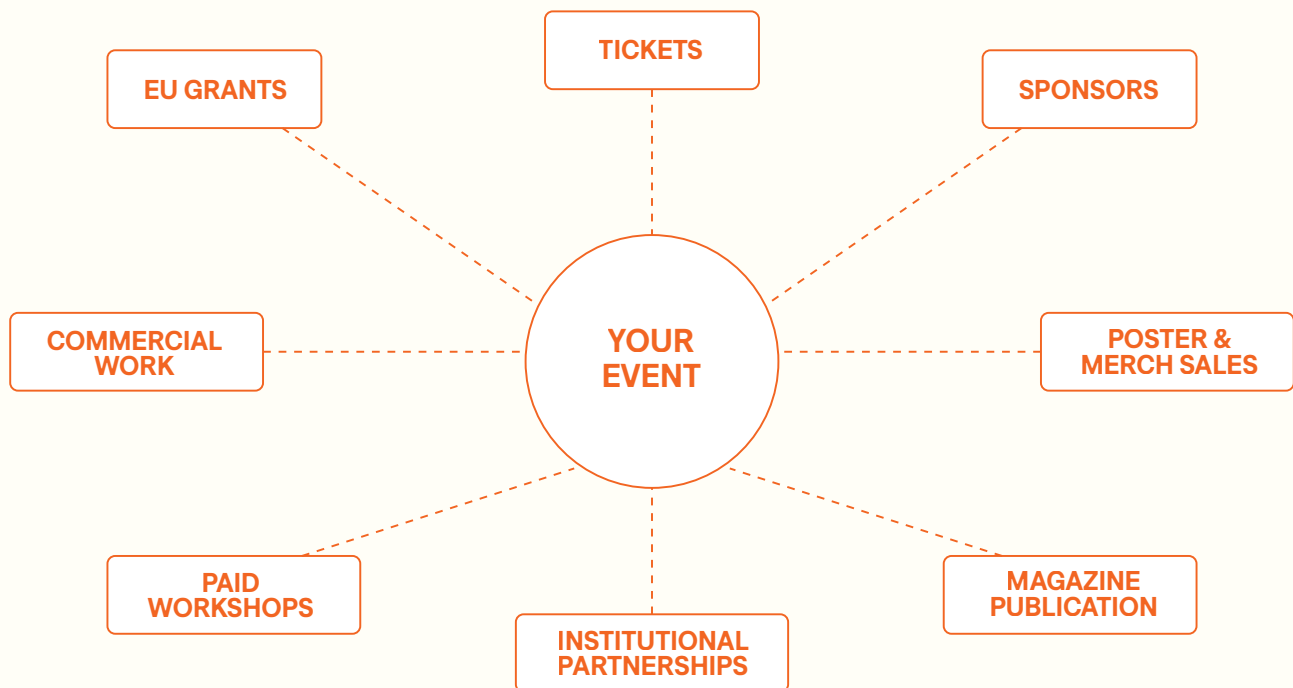 TICKETS
EU GRANTS
SPONSORS
YOUR
EVENT
COMMERCIAL
WORK
POSTER &
MERCH SALES
PAID
WORKSHOPS
MAGAZINE
PUBLICATION
INSTITUTIONAL
PARTNERSHIPS